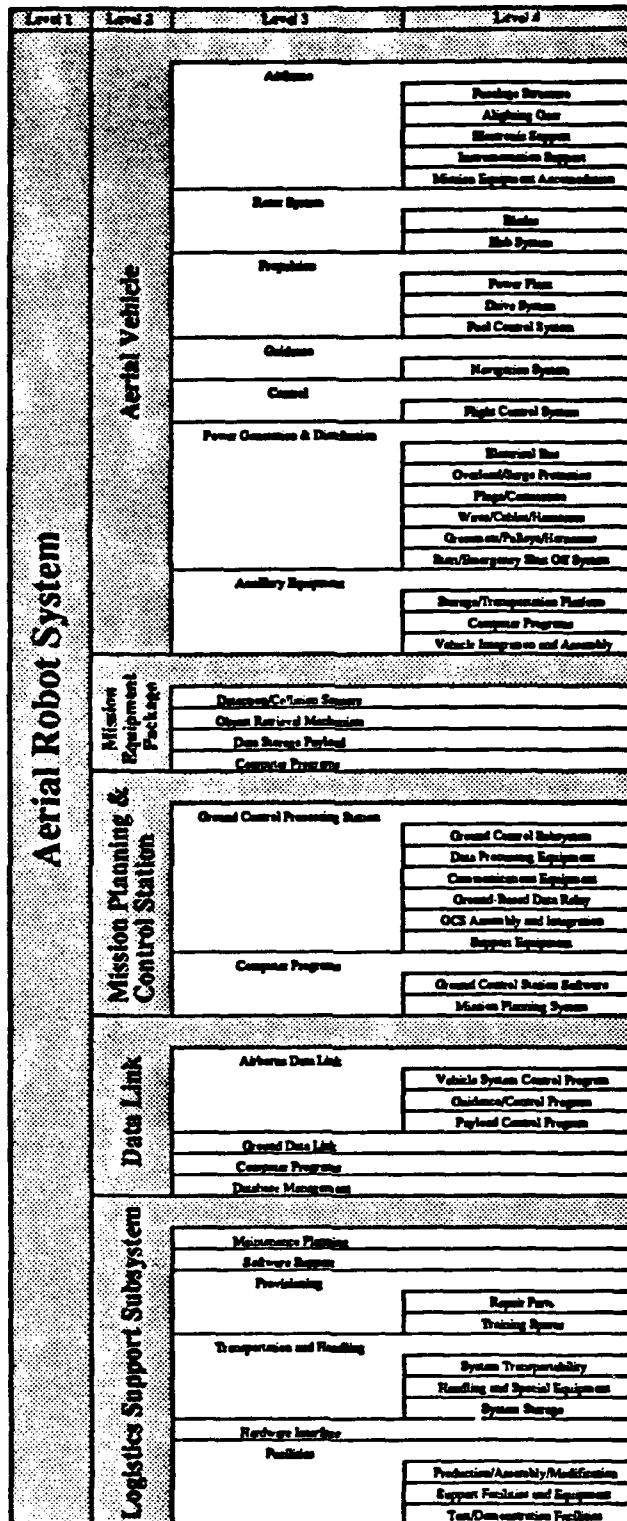 Level 1 Level 2 Level 3 Level 4
Aerial Robot System
Aerial Vehicle
Airframe
Fuselage Structure
Alighting Gear
Electronic Support
Instrumentation Support
Mission Equipment Accomodation
Rotor System
Blades
Hub System
Propulsion
Power Plant
Drive System
Fuel Control System
Guidance
Navigation System
Control
Flight Control System
Power Generation & Distribution
Electrical Bus
Overload/Surge Protection
Plugs/Connectors
Wires/Cables/Harnesses
Grommets/Pulleys/Harnesses
Start/Emergency Shut Off System
Ancillary Equipment
Storage/Transportation Platform
Computer Programs
Vehicle Integration and Assembly
Mission
Equipment
Package
Detection/Collision Sensors
Object Retrieval Mechanism
Data Storage Payload
Computer Programs
Mission Planning &
Control Station
Ground Control Processing Station
Ground Control Subsystem
Data Processing Equipment
Communications Equipment
Ground-Based Data Relay
GCS Assembly and Integration
Support Equipment
Computer Programs
Ground Control Station Software
Mission Planning System
Data Link
Airborne Data Link
Vehicle System Control Program
Guidance/Control Program
Payload Control Program
Ground Data Link
Computer Programs
Database Management
Logistics Support Subsystem
Maintenance Planning
Software Support
Provisioning
Repair Parts
Training Spares
Transportation and Handling
System Transportability
Handling and Special Equipment
System Storage
Hardware Interface
Facilities
Production/Assembly/Modification
Support Facilities and Equipment
Test/Demonstration Facilities